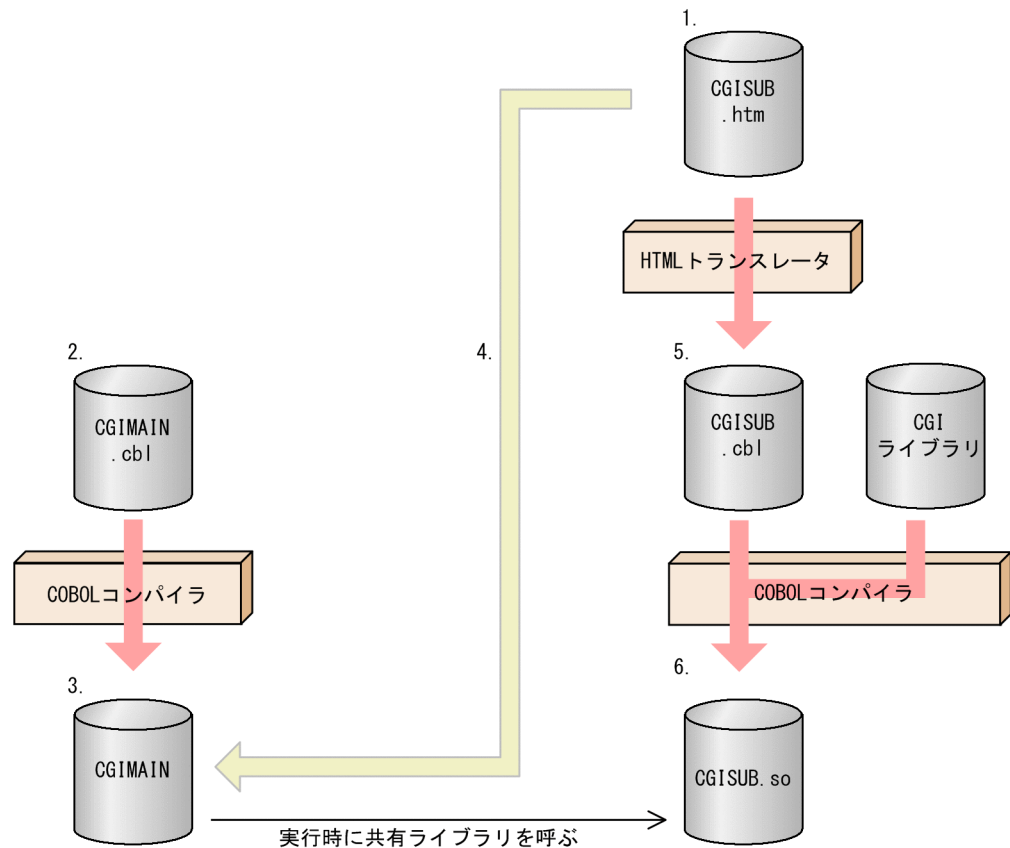 1.
CGISUB
.htm
HTMLトランスレータ
2.
4.
5.
CGIMAIN
.cbl
CGISUB
.cbl
CGI
ライブラリ
COBOLコンパイラ
COBOLコンパイラ
3.
6.
CGIMAIN
CGISUB.so
実行時に共有ライブラリを呼ぶ